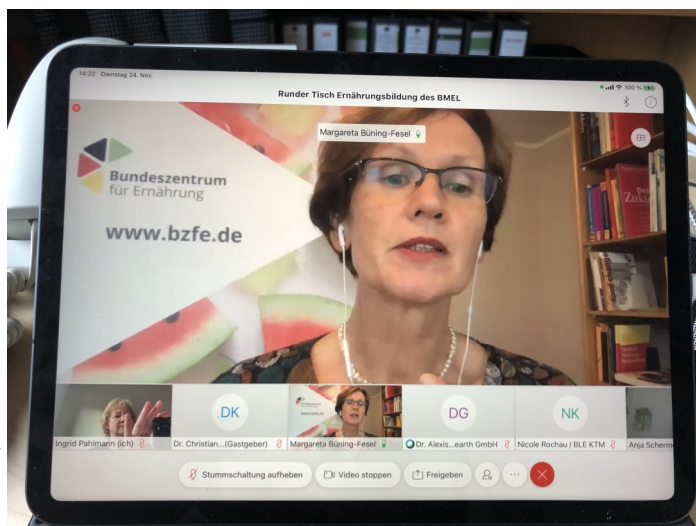 14:22 Dienstag 24. Nov.
100 %
Runder Tisch Ernährungsbildung des BMEL
Margareta Büning-Fesel
Bundeszentrum
für Ernährung
www.bzfe.de
Zuku
DK
DG
NK
Ingrid Pahlmann (ich)
Dr. Christian...(Gastgeber)
Margareta Büning-Fesel
Dr. Alexis...earth GmbH
Nicole Rochau / BLE KTM
Anja Scherm
Stummschaltung aufheben
Video stoppen
Freigeben